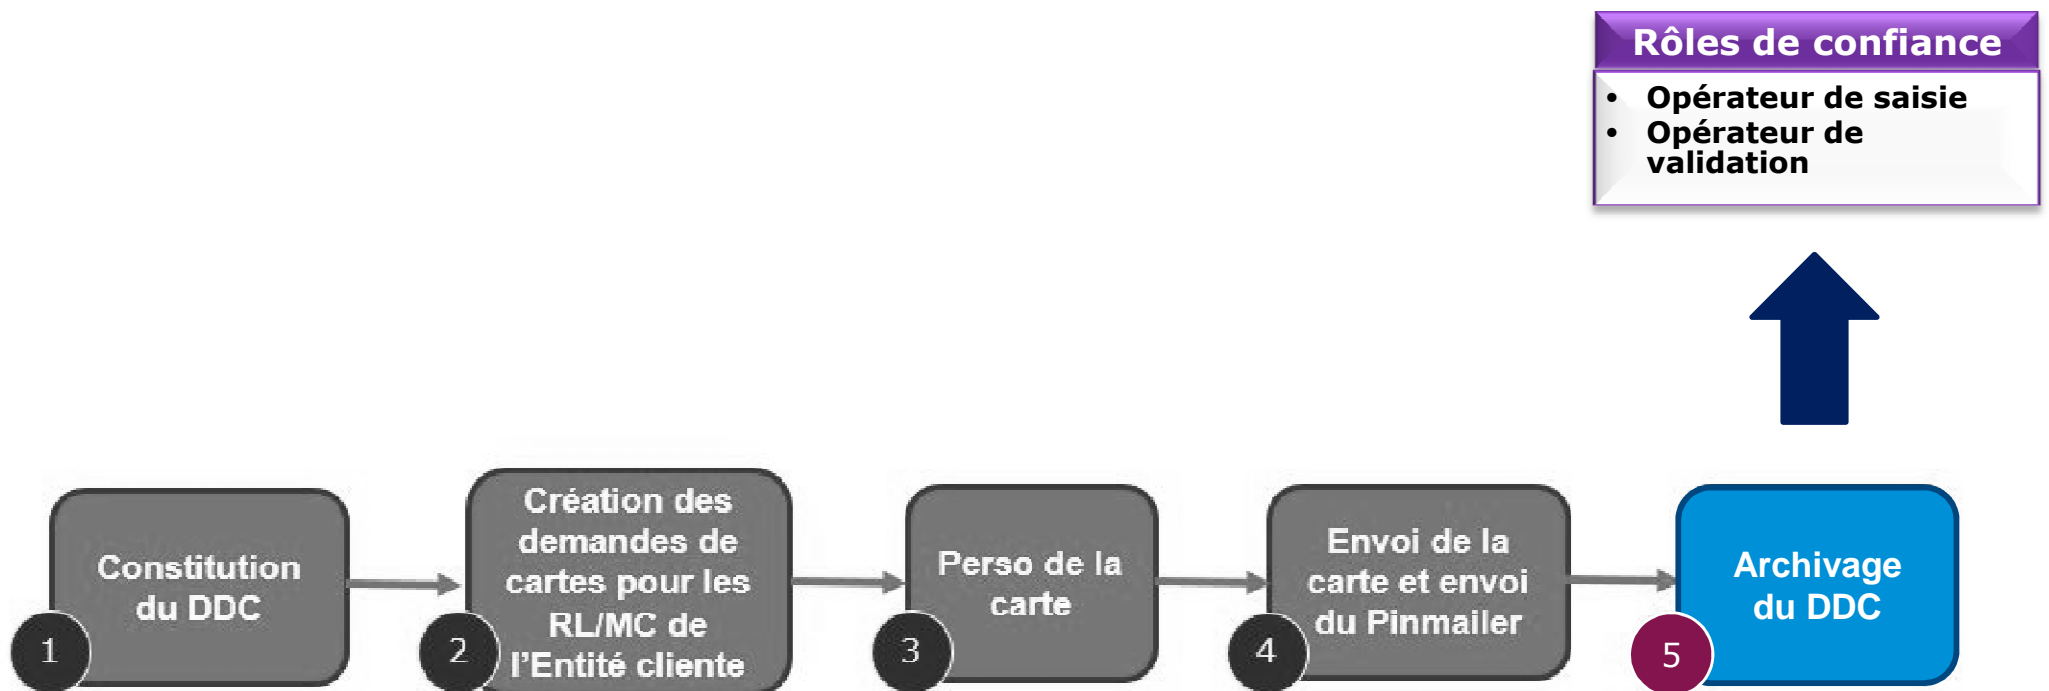 Rôles de confiance
• Opérateur de saisie
• Opérateur de
validation
Constitution
du DDC
1
Création des
demandes de
cartes pour les
RL/MC de
l'Entité cliente
2
Perso de la
carte
3
Envoi de la
carte et envoi
du Pinmailer
4
Archivage
du DDC
5